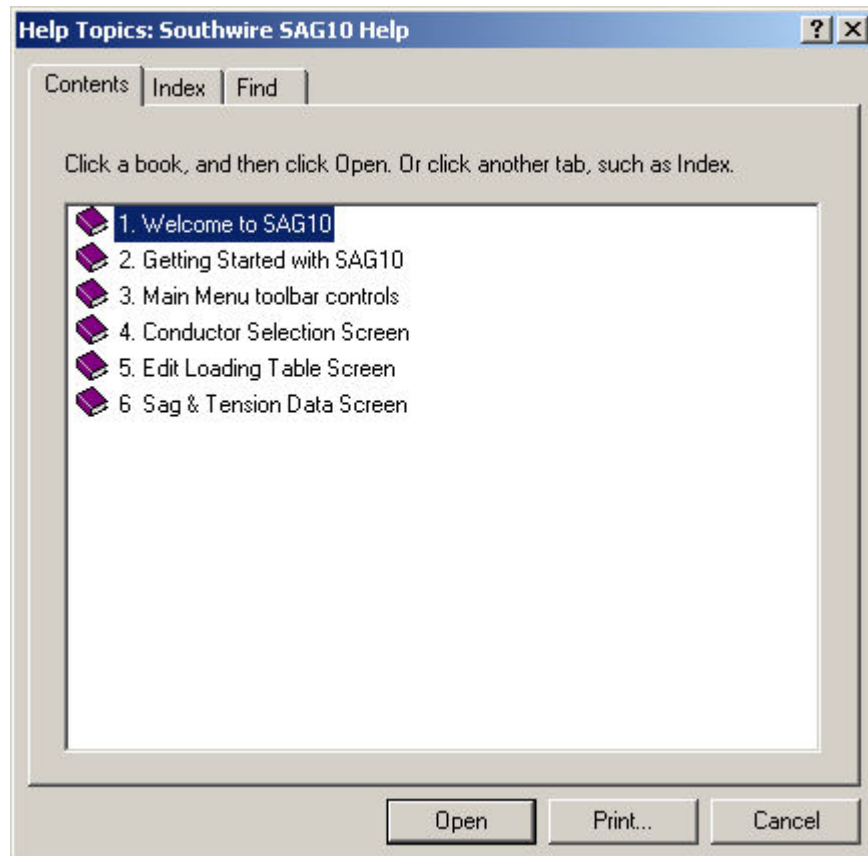 Help Topics: Southwire SAG10 Help
Contents Index Find
Click a book, and then click Open. Or click another tab, such as Index.
1. Welcome to SAG10
2. Getting Started with SAG10
3. Main Menu toolbar controls
4. Conductor Selection Screen
5. Edit Loading Table Screen
6 Sag & Tension Data Screen
Open Print... Cancel